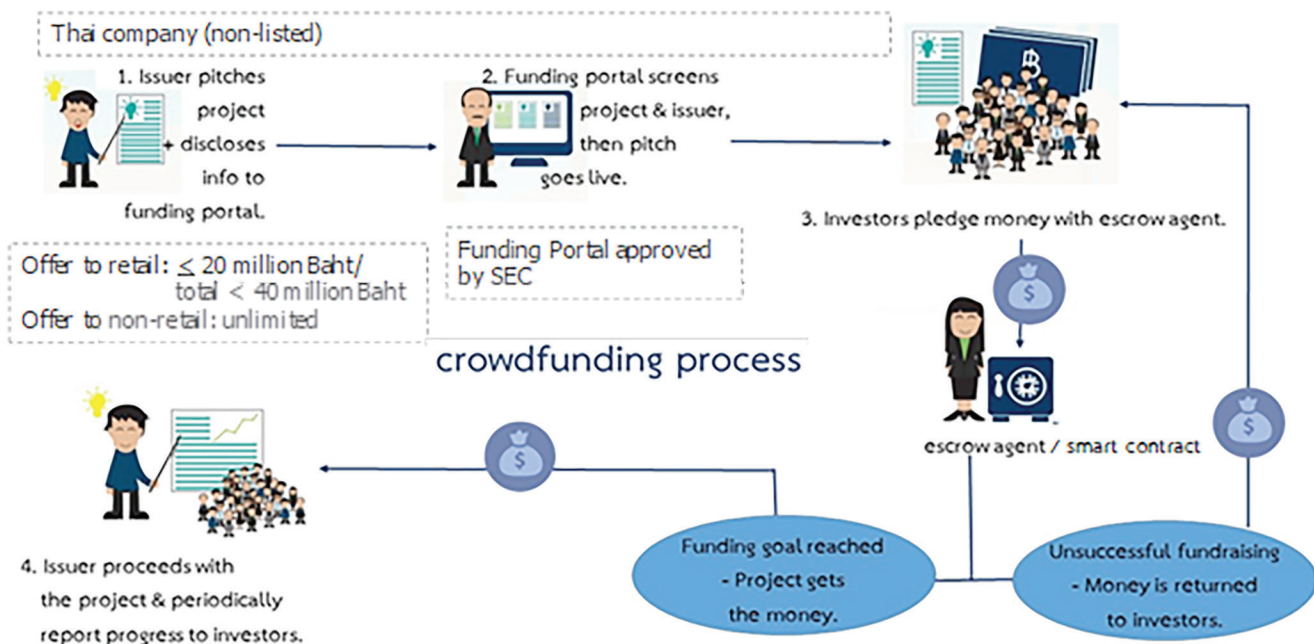 Thai company (non-listed)
1. Issuer pitches
project
+ discloses
info to
funding portal.
2. Funding portal screens
project & issuer,
then pitch
goes live.
฿
3. Investors pledge money with escrow agent.
Offer to retail: ≤ 20 million Baht/
total < 40 million Baht
Offer to non-retail: unlimited
Funding Portal approved
by SEC
$
crowdfunding process
escrow agent / smart contract
$
$
Funding goal reached
- Project gets
the money.
Unsuccessful fundraising
- Money is returned
to investors.
4. Issuer proceeds with
the project & periodically
report progress to investors.